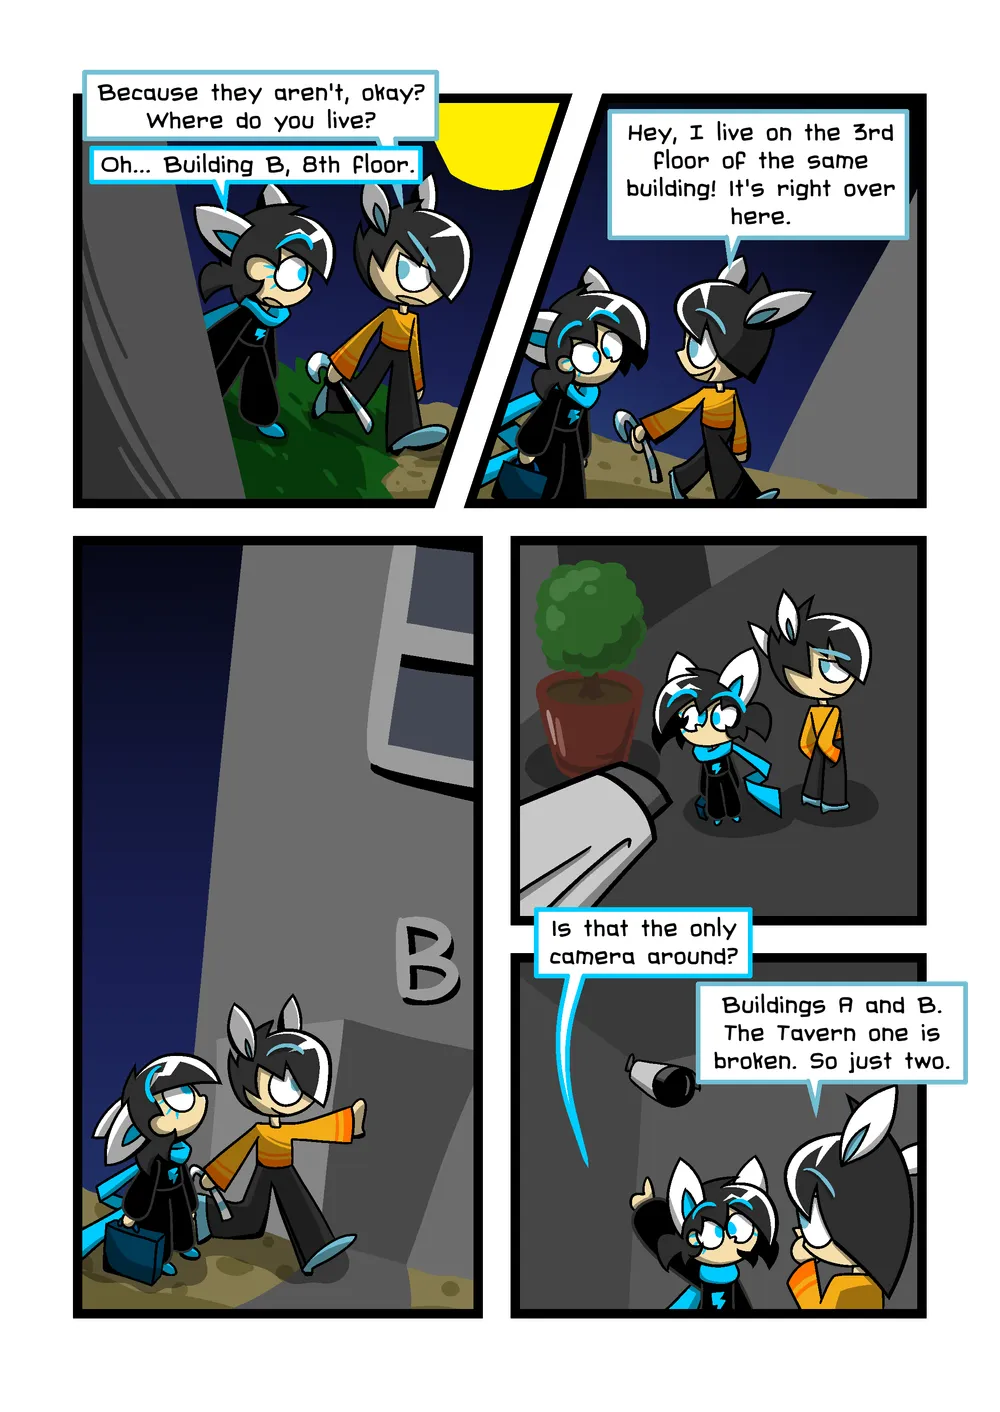 Because they aren't, okay?
Where do you live?
Oh... Building B, 8th floor.
Hey, I live on the 3rd
floor of the same
building! It's right over
here.
B
Is that the only
camera around?
Buildings A and B.
The Tavern one is
broken. So just two.